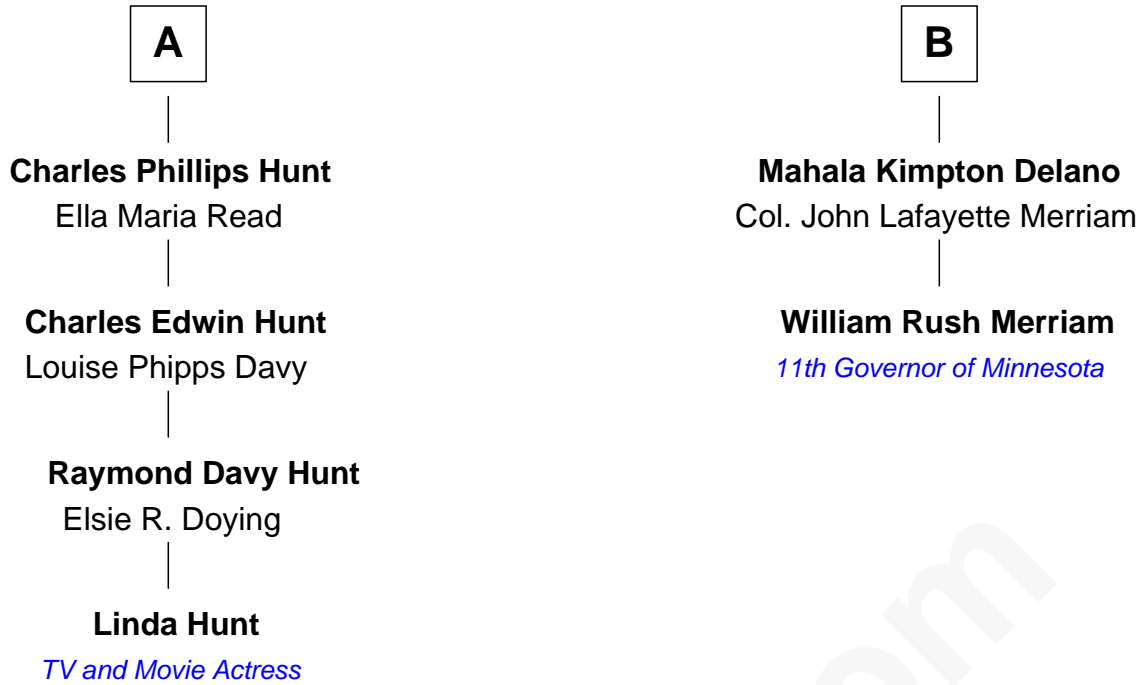 A
Charles Phillips Hunt
Ella Maria Read
Charles Edwin Hunt
Louise Phipps Davy
Raymond Davy Hunt
Elsie R. Doying
Linda Hunt
TV and Movie Actress
B
Mahala Kimpton Delano
Col. John Lafayette Merriam
William Rush Merriam
11th Governor of Minnesota
om